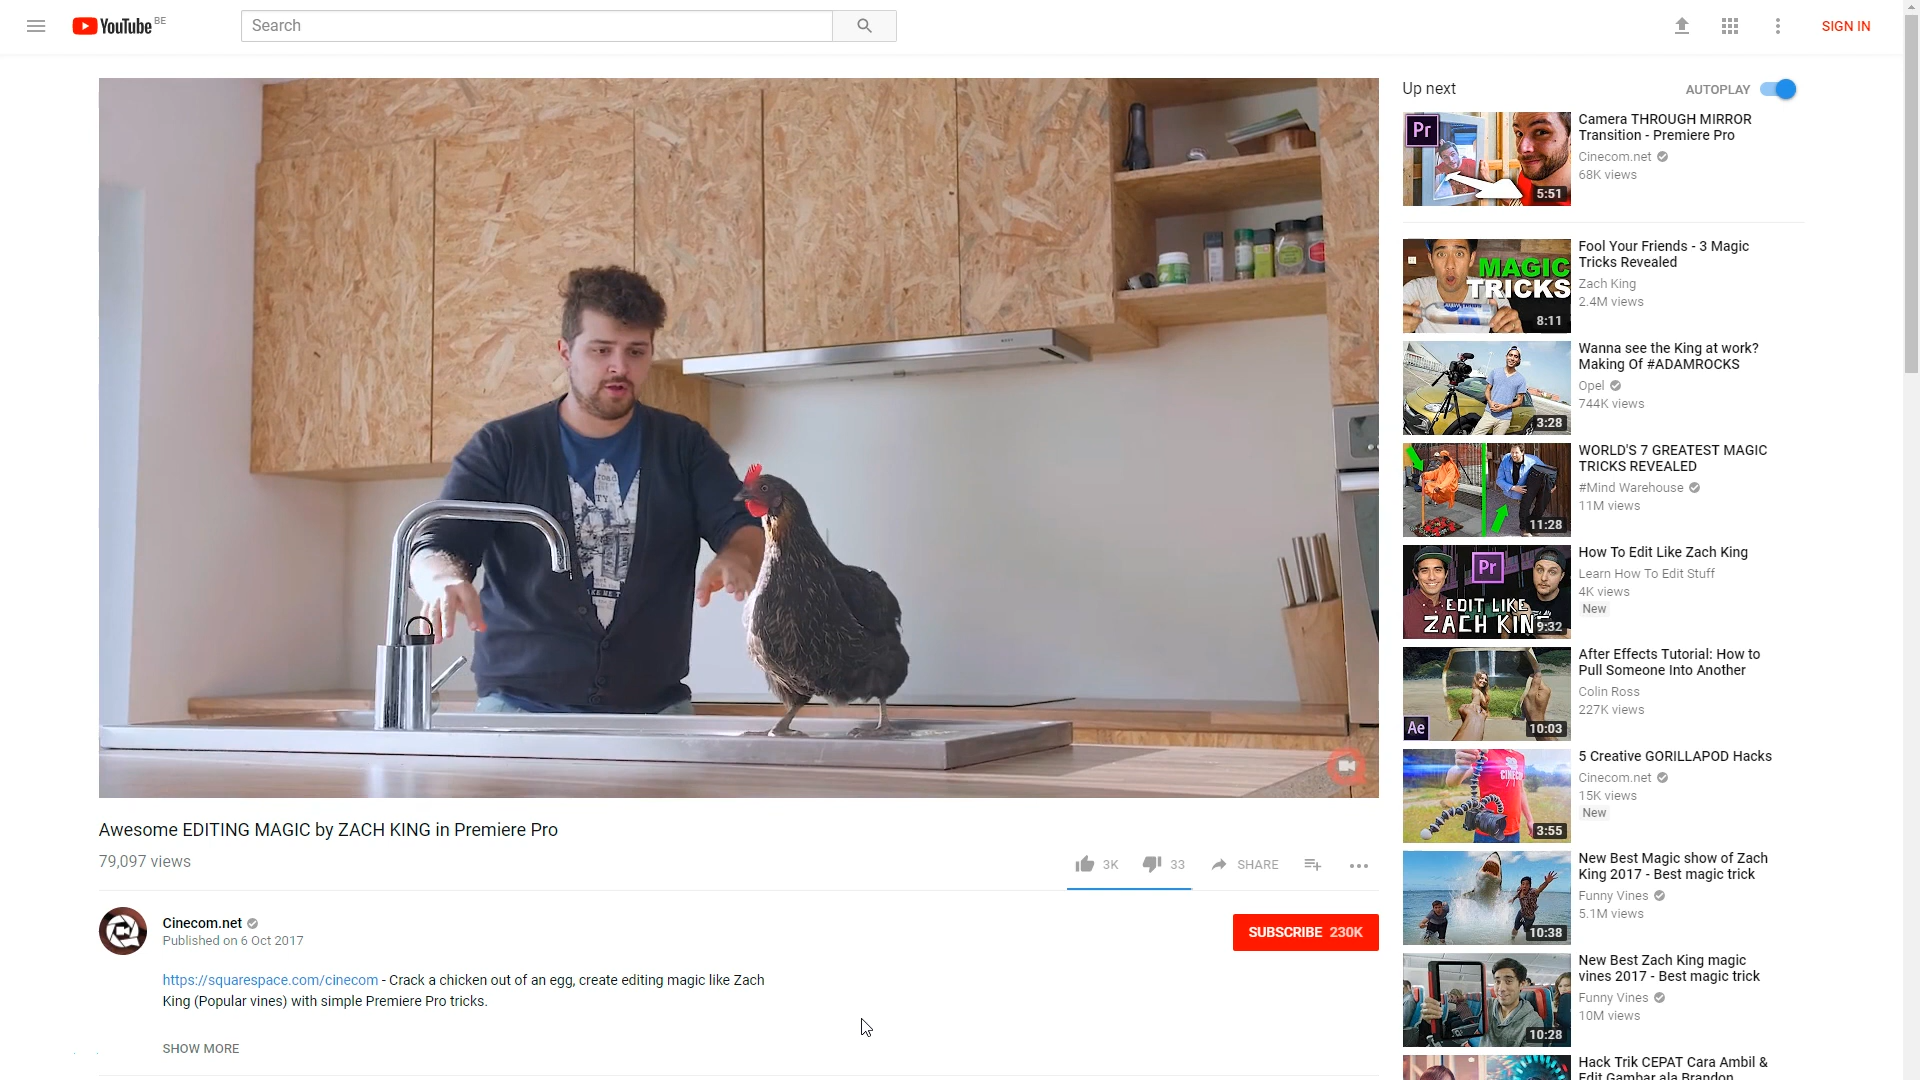 YouTube BE
Search
SIGN IN
Up next
AUTOPLAY
Pr
5:51
Camera THROUGH MIRROR
Transition - Premiere Pro
Cinecom.net
68K views
MAGIC
TRICKS
8:11
Fool Your Friends - 3 Magic
Tricks Revealed
Zach King
2.4M views
3:28
Wanna see the King at work?
Making Of #ADAMROCKS
Opel
744K views
11:28
WORLD'S 7 GREATEST MAGIC
TRICKS REVEALED
#Mind Warehouse
11M views
Pr
EDIT LIKE
ZACH KING
9:32
How To Edit Like Zach King
Learn How To Edit Stuff
4K views
New
Ae
10:03
After Effects Tutorial: How to
Pull Someone Into Another
Colin Ross
227K views
3:55
5 Creative GORILLAPOD Hacks
Cinecom.net
15K views
New
10:38
New Best Magic show of Zach
King 2017 - Best magic trick
Funny Vines
5.1M views
10:28
New Best Zach King magic
vines 2017 - Best magic trick
Funny Vines
10M views
Hack Trik CEPAT Cara Ambil &
Edit Gambar ala Brandon
Awesome EDITING MAGIC by ZACH KING in Premiere Pro
79,097 views
3K
33
SHARE
Cinecom.net
Published on 6 Oct 2017
SUBSCRIBE 230K
https://squarespace.com/cinecom - Crack a chicken out of an egg, create editing magic like Zach
King (Popular vines) with simple Premiere Pro tricks.
SHOW MORE